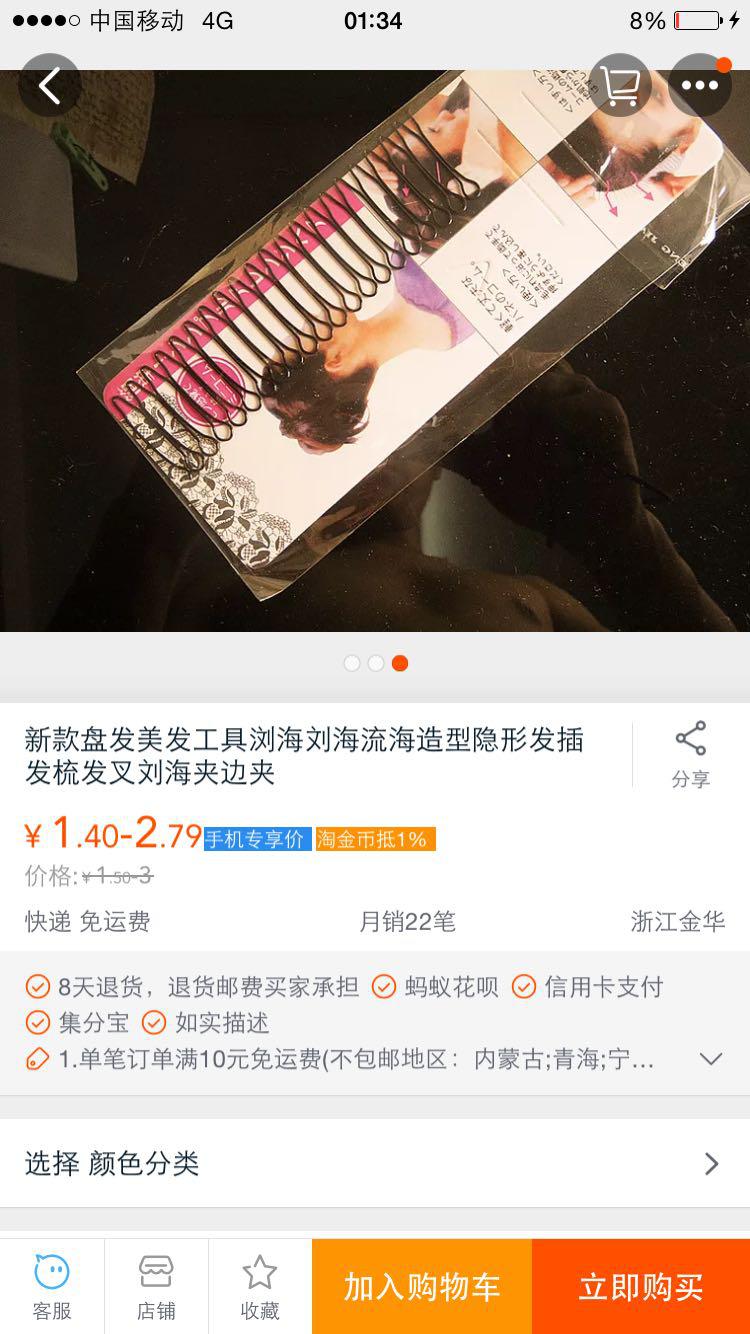 中国移动 4G 01:34 8%
新款盘发美发工具浏海刘海流海造型隐形发插
发梳发叉刘海夹边夹
分享
¥ 1.40-2.79 手机专享价 淘金币抵1%
价格:¥1.50-3
快递 免运费 月销22笔 浙江金华
8天退货，退货邮费买家承担 蚂蚁花呗 信用卡支付
集分宝 如实描述
1.单笔订单满10元免运费(不包邮地区：内蒙古;青海;宁...
选择 颜色分类
客服 店铺 收藏 加入购物车 立即购买